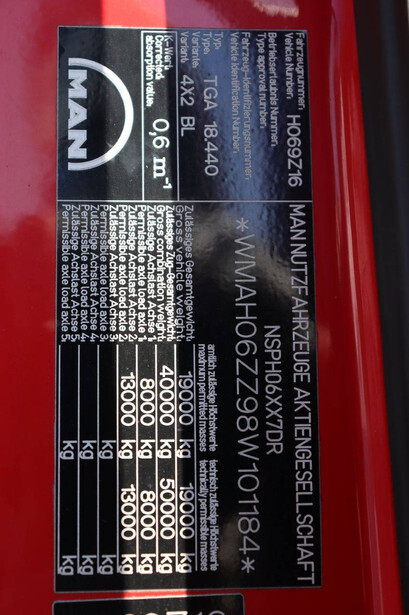 MAN
Fahrzeugnummer:
Vehicle Number:
H069Z16
Betriebserlaubnis Nummer:
Type approval number:
Fahrzeug-Identifizierungsnummer:
Vehicle Identification Number:
Typ:
Type:
TGA 18.440
Variante:
Variant:
4X2 BL
K-Wert
Corrected
absorption value:
0,6 m⁻¹
MAN NUTZFAHRZEUGE AKTIENGESELLSCHAFT
NSPH06XX7DR
*WMAH06ZZ98W101184*
amtlich zulässige Höchstwerte
maximum permitted masses
technisch zulässige Höchstwerte
technically permissible masses
Zulässiges Gesamtgewicht
Gross vehicle weight
19000 kg 19000 kg
Zulässiges Zug-Gesamtgewicht
Gross combination weight
40000 kg 50000 kg
Zulässige Achslast Achse 1
Permissible axle load axle 1
8000 kg 8000 kg
Zulässige Achslast Achse 2
Permissible axle load axle 2
13000 kg 13000 kg
Zulässige Achslast Achse 3
Permissible axle load axle 3
kg kg
Zulässige Achslast Achse 4
Permissible axle load axle 4
kg kg
Zulässige Achslast Achse 5
Permissible axle load axle 5
kg kg